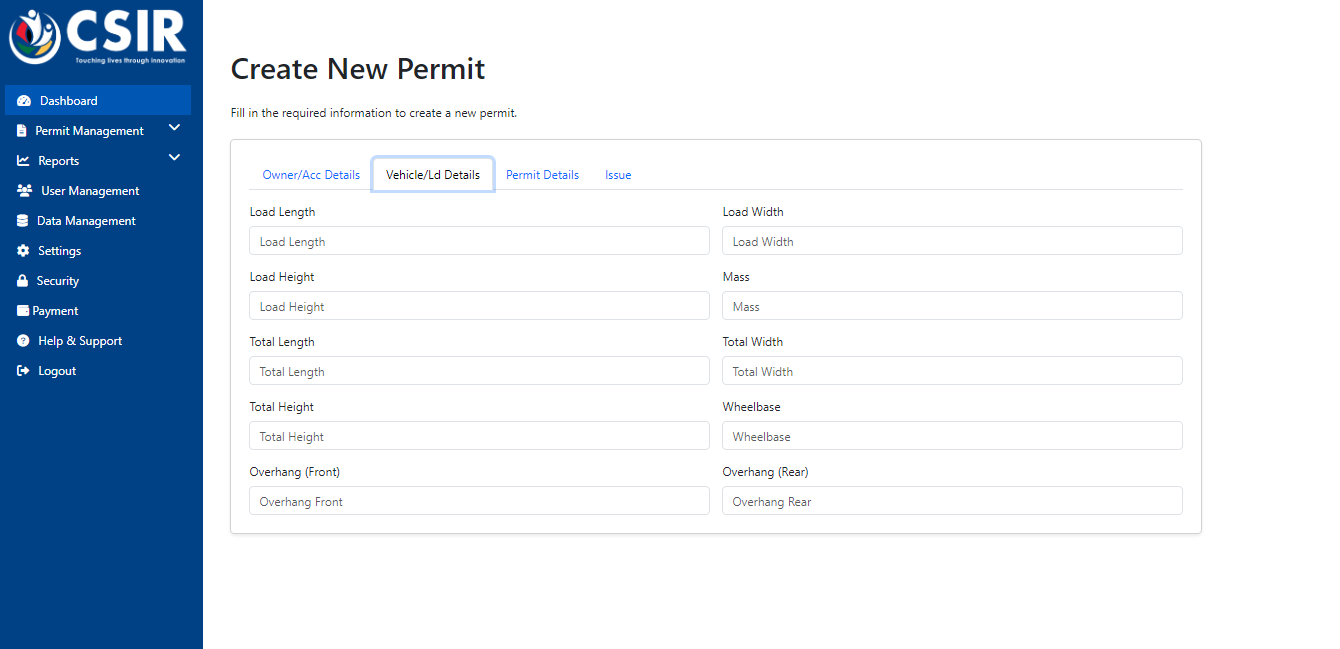 CSIR
Touching lives through innovation
Dashboard
Permit Management
Reports
User Management
Data Management
Settings
Security
Payment
Help & Support
Logout
Create New Permit
Fill in the required information to create a new permit.
Owner/Acc Details Vehicle/Ld Details Permit Details Issue
Load Length Load Width
Load Length Load Width
Load Height Mass
Load Height Mass
Total Length Total Width
Total Length Total Width
Total Height Wheelbase
Total Height Wheelbase
Overhang (Front) Overhang (Rear)
Overhang Front Overhang Rear